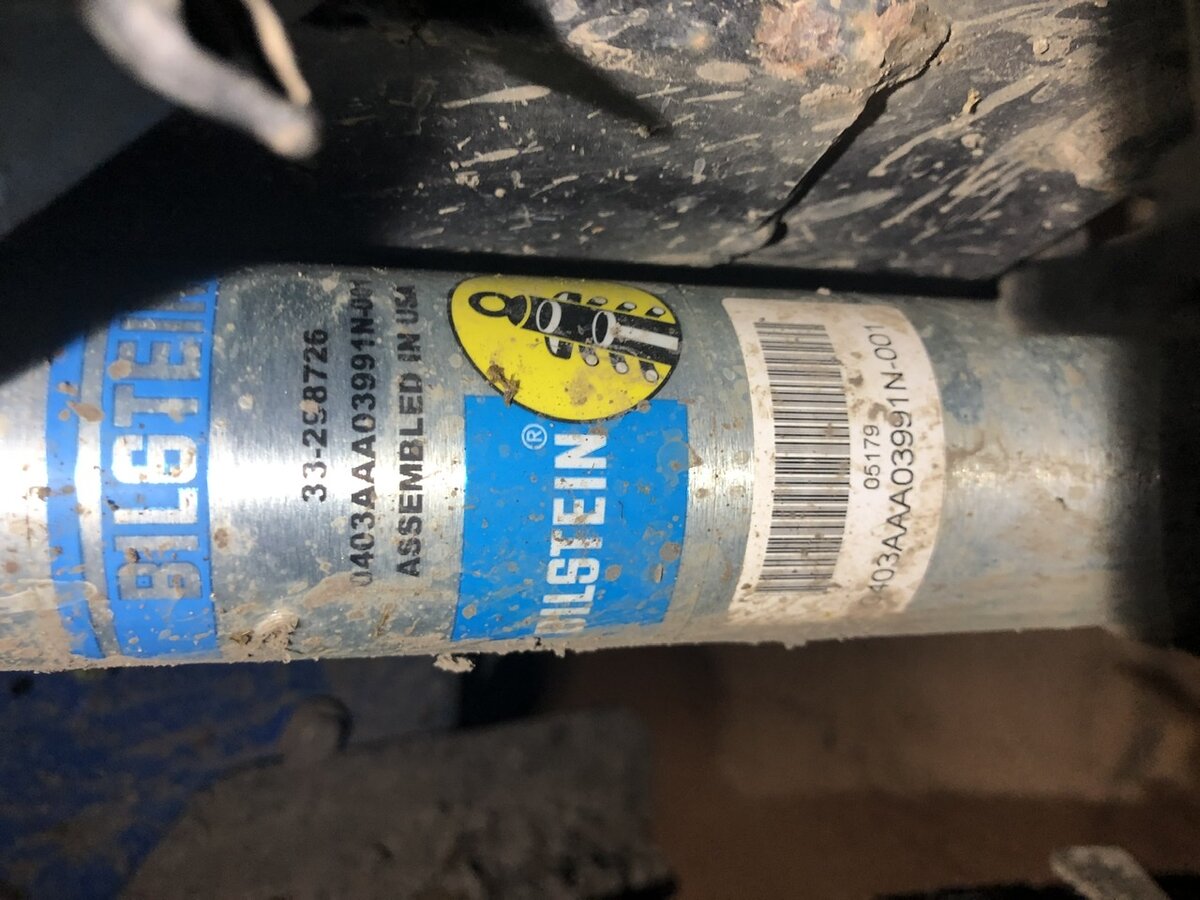 BILSTEIN
33-298726
0403AAA03991N-001
ASSEMBLED IN USA
BILSTEIN®
05179
0403AAA03991N-001